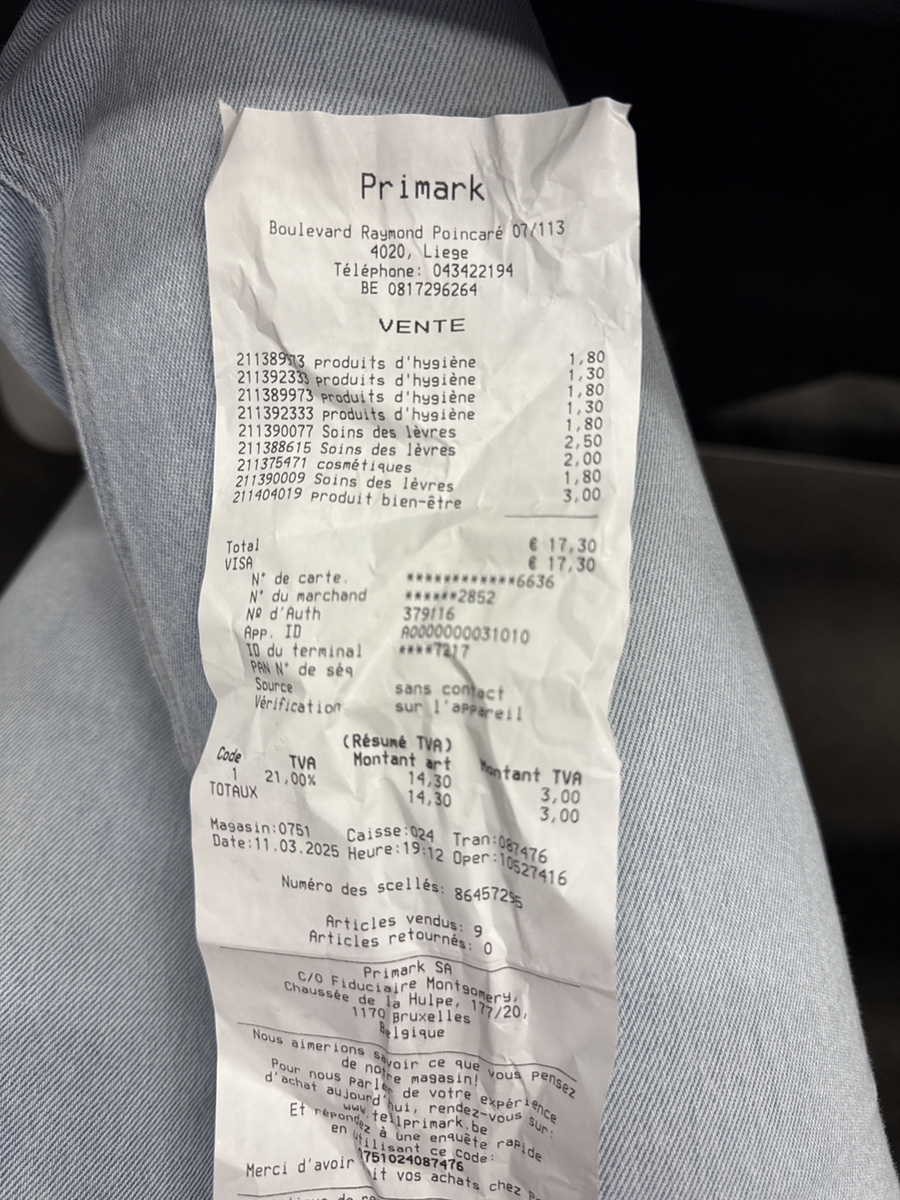 Primark
Boulevard Raymond Poincaré 07/113
4020, Liege
Téléphone: 043422194
BE 0817296264
VENTE
21138973 produits d'hygiène 1,80
211392333 produits d'hygiène 1,30
211389973 produits d'hygiène 1,80
211392333 produits d'hygiène 1,30
211390077 Soins des lèvres 1,80
211388615 Soins des lèvres 2,50
211375471 cosmétiques 2,00
211390009 Soins des lèvres 1,80
211404019 Produit bien-être 3,00
Total € 17,30
VISA € 17,30
N° de carte. ************6636
N° du marchand ******2852
Nº d'Auth 379116
App. ID A0000000031010
ID du terminal ****7217
PAN N° de séq
Source sans contact
Vérification sur l'appareil
(Résumé TVA)
Code TVA Montant art Montant TVA
1 21,00% 14,30 3,00
TOTAUX 14,30 3,00
Magasin:0751 Caisse:024 Tran:087476
Date:11.03.2025 Heure:19:12 Oper:10527416
Numéro des scellés:
Articles vendus: 9
Articles retournés: 0
Primark SA
C/O Fiduciaire Montgomery,
Chaussée de la Hulpe, 177/20,
1170 Bruxelles
Belgique
Nous aimerions savoir ce que vous pensez
de notre magasin!
Pour nous parler de votre expérience
d'achat aujourd'hui, rendez-vous sur:
www.tellprimark.be
Et répondez à une enquête rapide
en utilisant ce code:
751024087476
Merci d'avoir vos achats chez